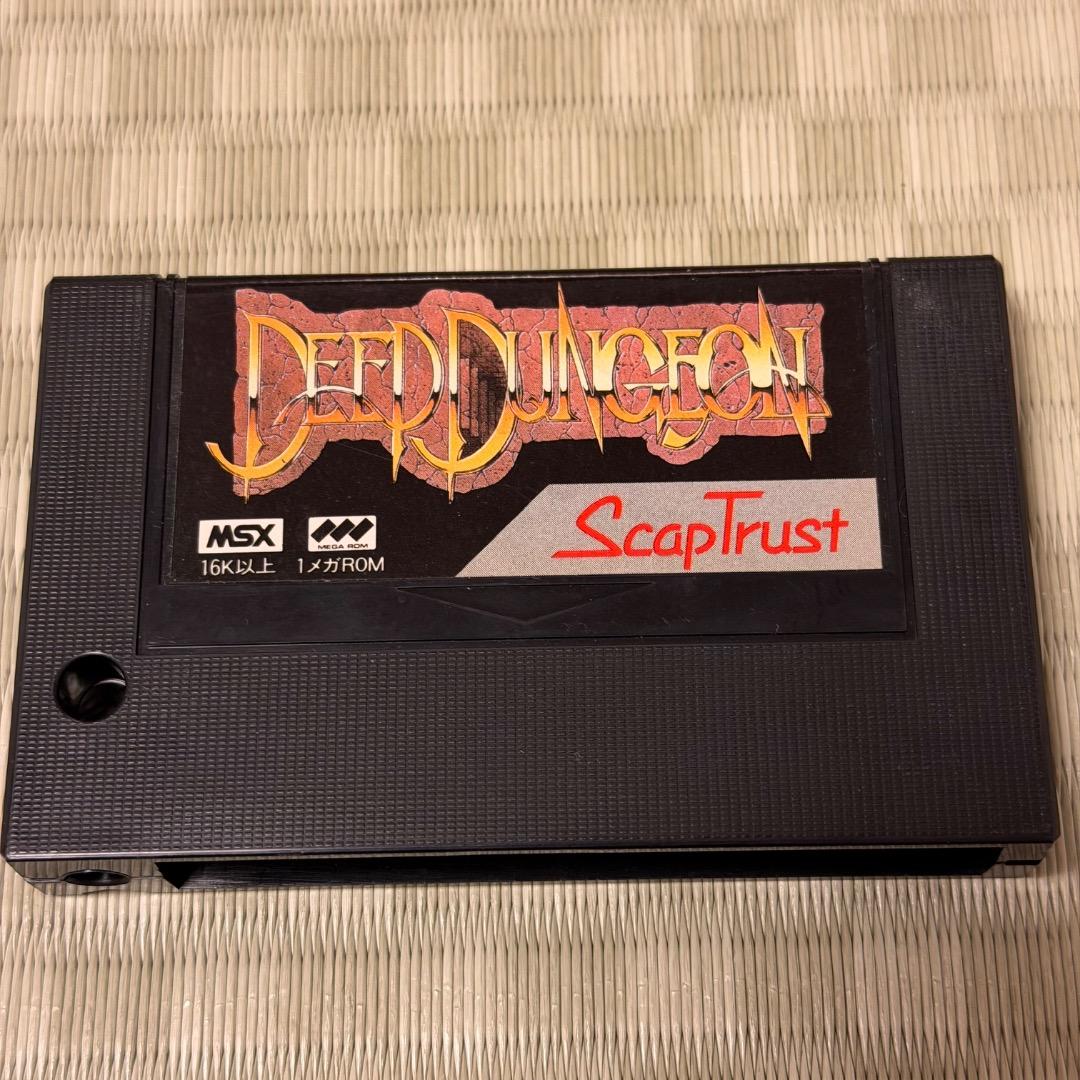 DEEP DUNGEON
ScapTrust
MSX
MEGA ROM
16K以上 1メガROM